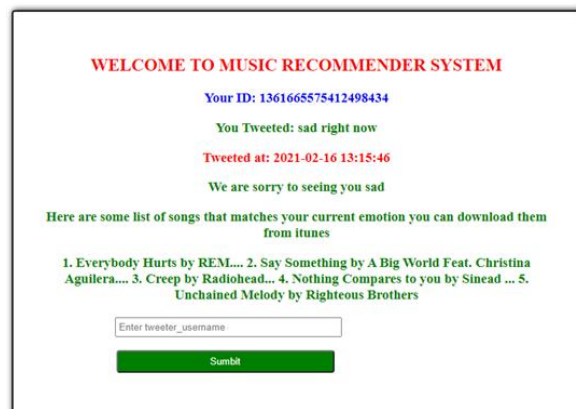 WELCOME TO MUSIC RECOMMENDER SYSTEM
Your ID: 1361665575412498434
You Tweeted: sad right now
Tweeted at: 2021-02-16 13:15:46
We are sorry to seeing you sad
Here are some list of songs that matches your current emotion you can download them
from itunes
1. Everybody Hurts by REM.... 2. Say Something by A Big World Feat. Christina
Aguilera.... 3. Creep by Radiohead... 4. Nothing Compares to you by Sinead ... 5.
Unchained Melody by Righteous Brothers
Enter tweeter_username
Sumbit